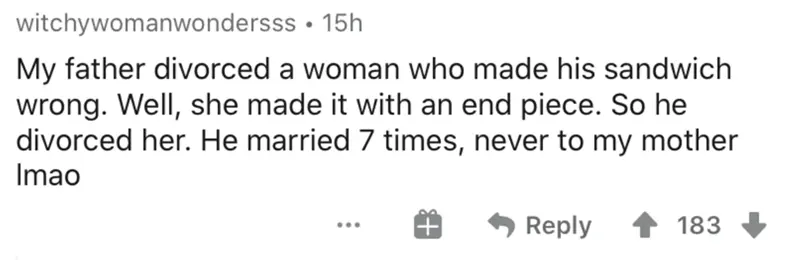 witchywomanwondersss • 15h
My father divorced a woman who made his sandwich
wrong. Well, she made it with an end piece. So he
divorced her. He married 7 times, never to my mother
lmao
Reply 183